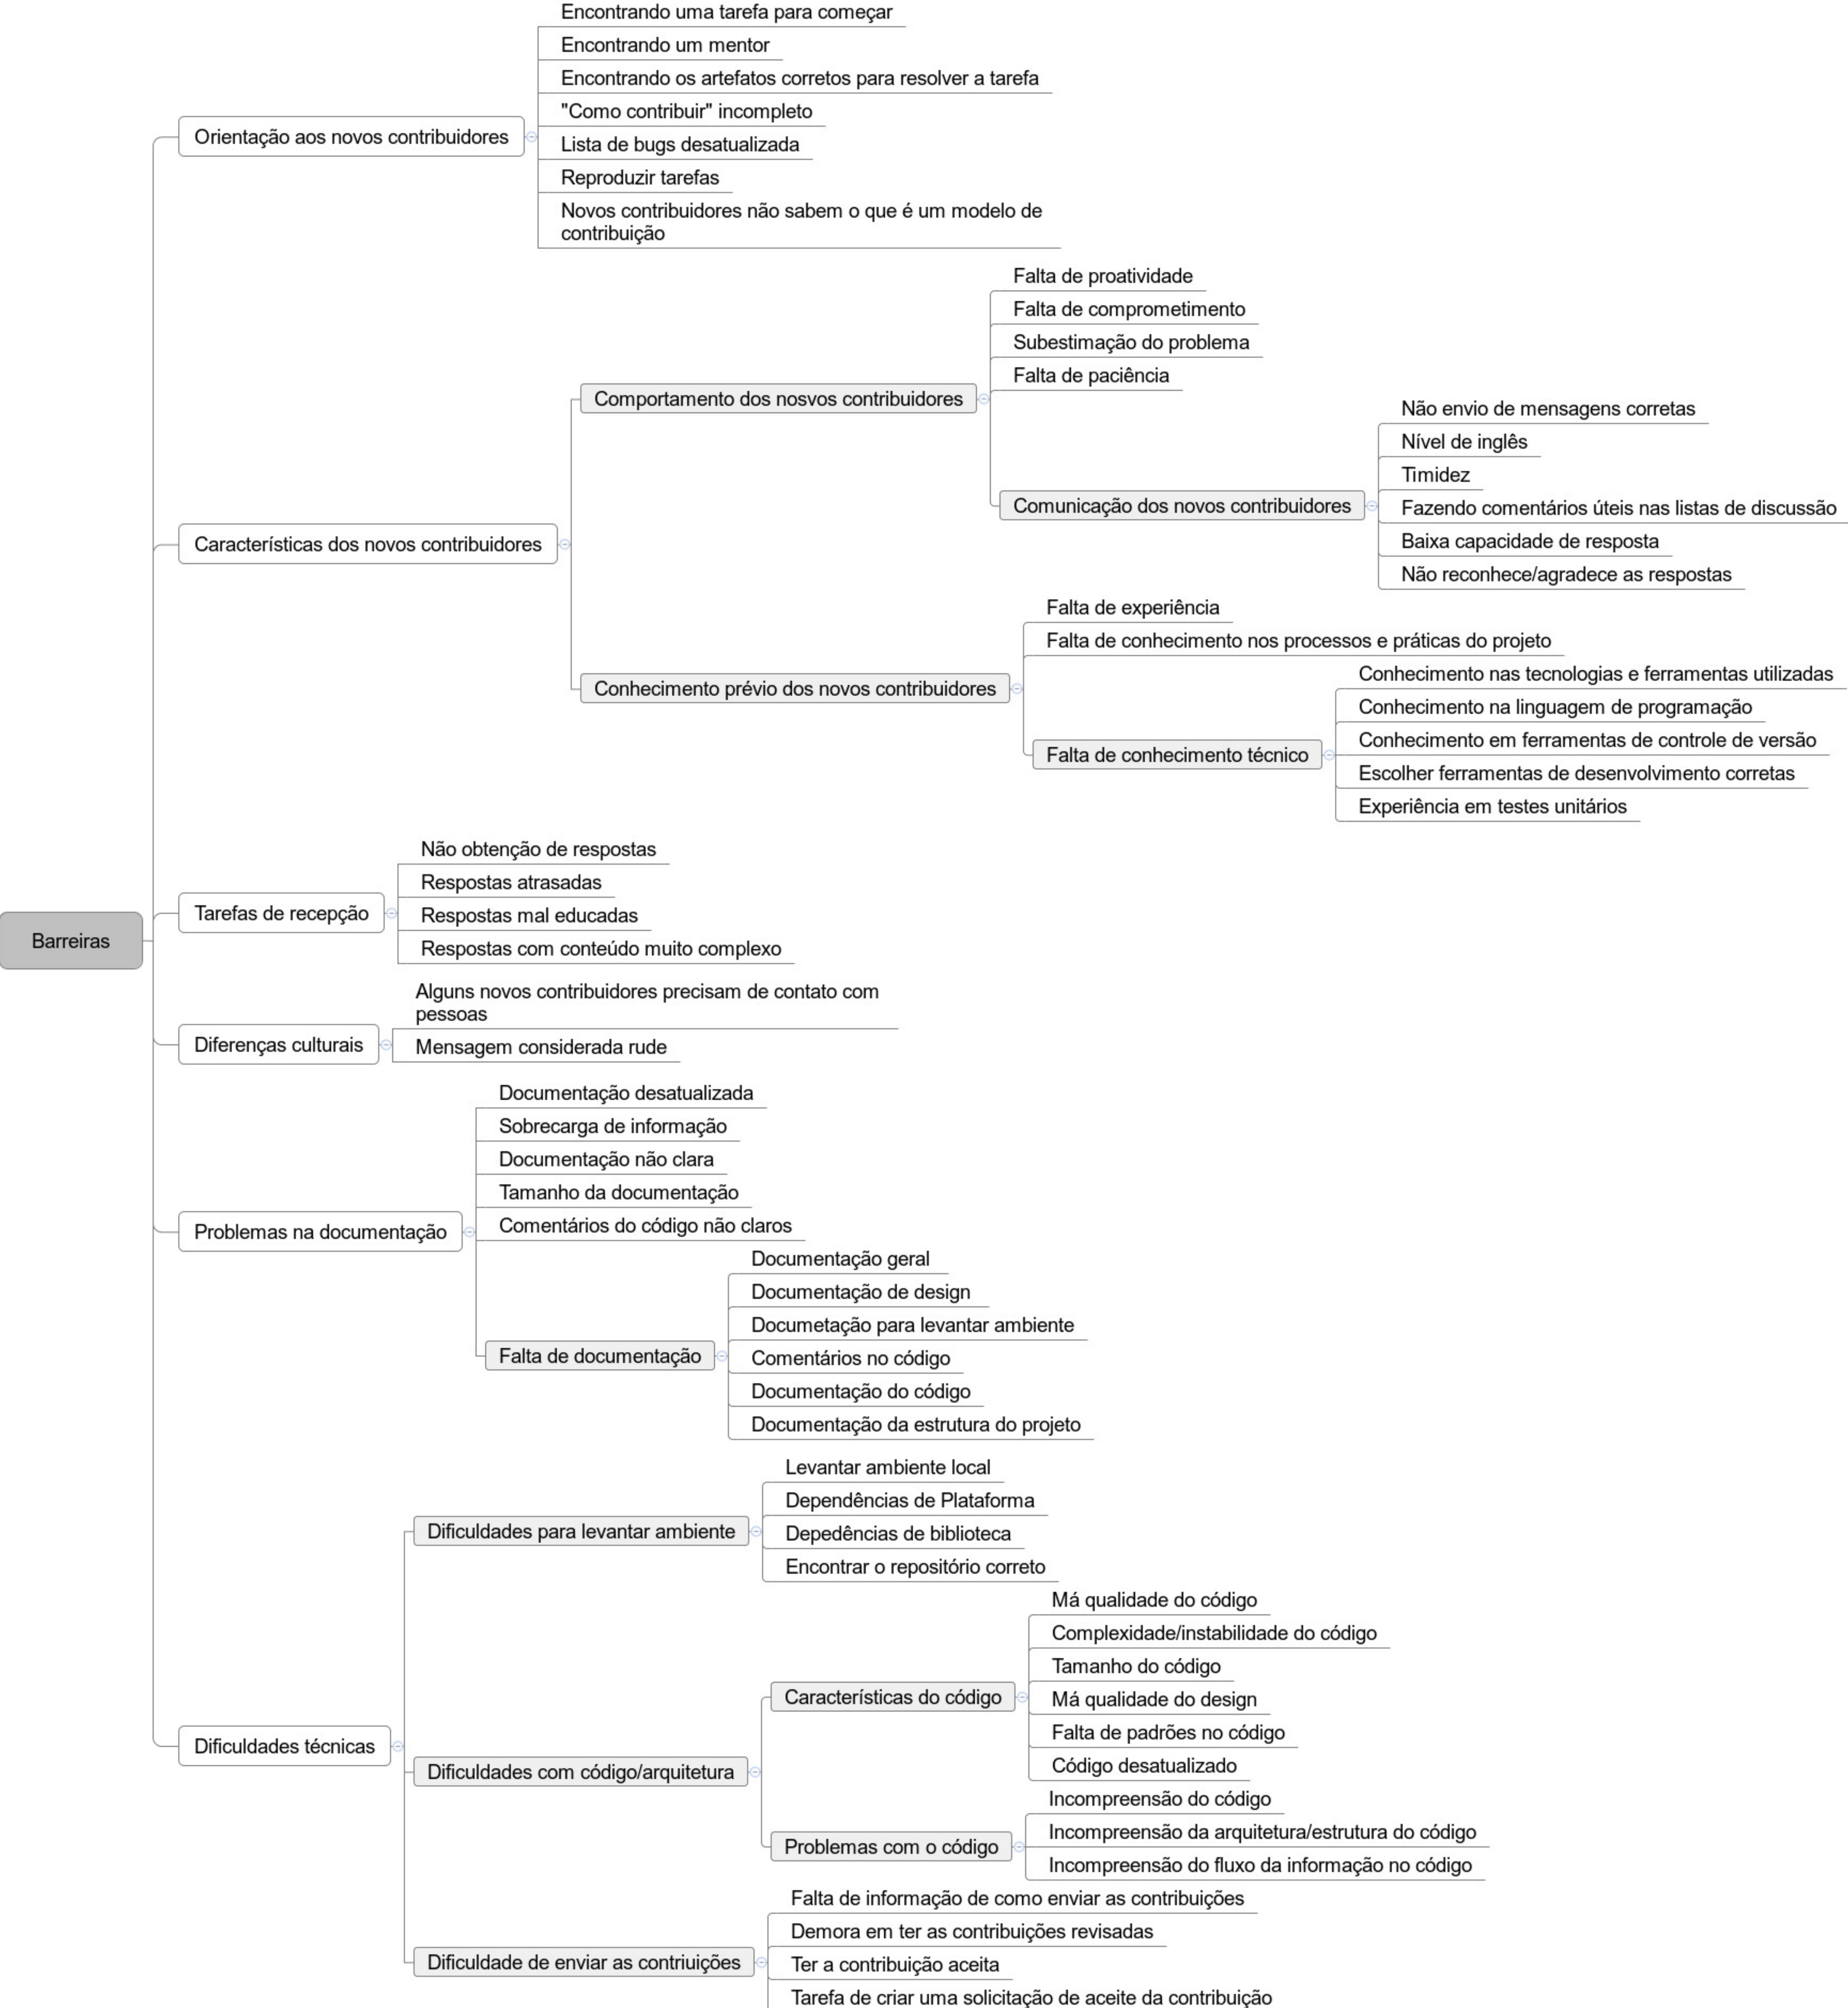 Encontrando uma tarefa para começar
Encontrando um mentor
Encontrando os artefatos corretos para resolver a tarefa
"Como contribuir" incompleto
Orientação aos novos contribuidores
Lista de bugs desatualizada
Reproduzir tarefas
Novos contribuidores não sabem o que é um modelo de
contribuição
Falta de proatividade
Falta de comprometimento
Subestimação do problema
Falta de paciência
Comportamento dos nosvos contribuidores
Não envio de mensagens corretas
Nível de inglês
Timidez
Comunicação dos novos contribuidores
Fazendo comentários úteis nas listas de discussão
Baixa capacidade de resposta
Não reconhece/agradece as respostas
Características dos novos contribuidores
Falta de experiência
Falta de conhecimento nos processos e práticas do projeto
Conhecimento prévio dos novos contribuidores
Conhecimento nas tecnologias e ferramentas utilizadas
Conhecimento na linguagem de programação
Conhecimento em ferramentas de controle de versão
Falta de conhecimento técnico
Escolher ferramentas de desenvolvimento corretas
Experiência em testes unitários
Não obtenção de respostas
Respostas atrasadas
Tarefas de recepção
Respostas mal educadas
Respostas com conteúdo muito complexo
Barreiras
Alguns novos contribuidores precisam de contato com
pessoas
Diferenças culturais
Mensagem considerada rude
Documentação desatualizada
Sobrecarga de informação
Documentação não clara
Tamanho da documentação
Comentários do código não claros
Problemas na documentação
Documentação geral
Documentação de design
Documetação para levantar ambiente
Falta de documentação
Comentários no código
Documentação do código
Documentação da estrutura do projeto
Levantar ambiente local
Dependências de Plataforma
Dificuldades para levantar ambiente
Depedências de biblioteca
Encontrar o repositório correto
Má qualidade do código
Complexidade/instabilidade do código
Tamanho do código
Características do código
Má qualidade do design
Falta de padrões no código
Código desatualizado
Dificuldades técnicas
Dificuldades com código/arquitetura
Incompreensão do código
Incompreensão da arquitetura/estrutura do código
Problemas com o código
Incompreensão do fluxo da informação no código
Falta de informação de como enviar as contribuições
Demora em ter as contribuições revisadas
Dificuldade de enviar as contriuições
Ter a contribuição aceita
Tarefa de criar uma solicitação de aceite da contribuição